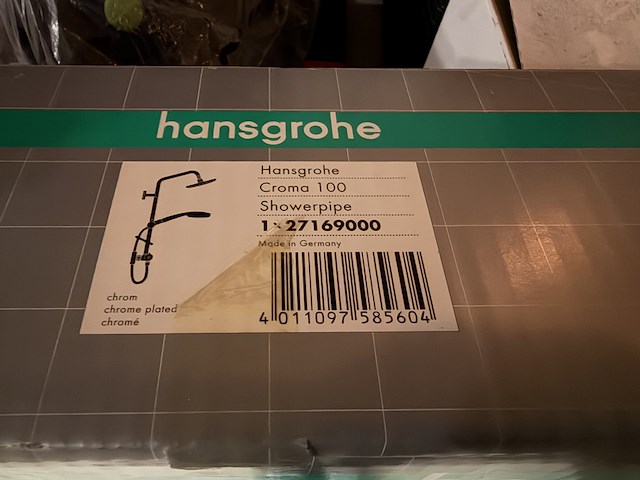 hansgrohe
Hansgrohe
Croma 100
Showerpipe
1 x 27169000
Made in Germany
chrom
chrome plated
chromé
4 011097 585604